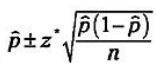 p̂ ± z* √(p̂(1−p̂)/n)